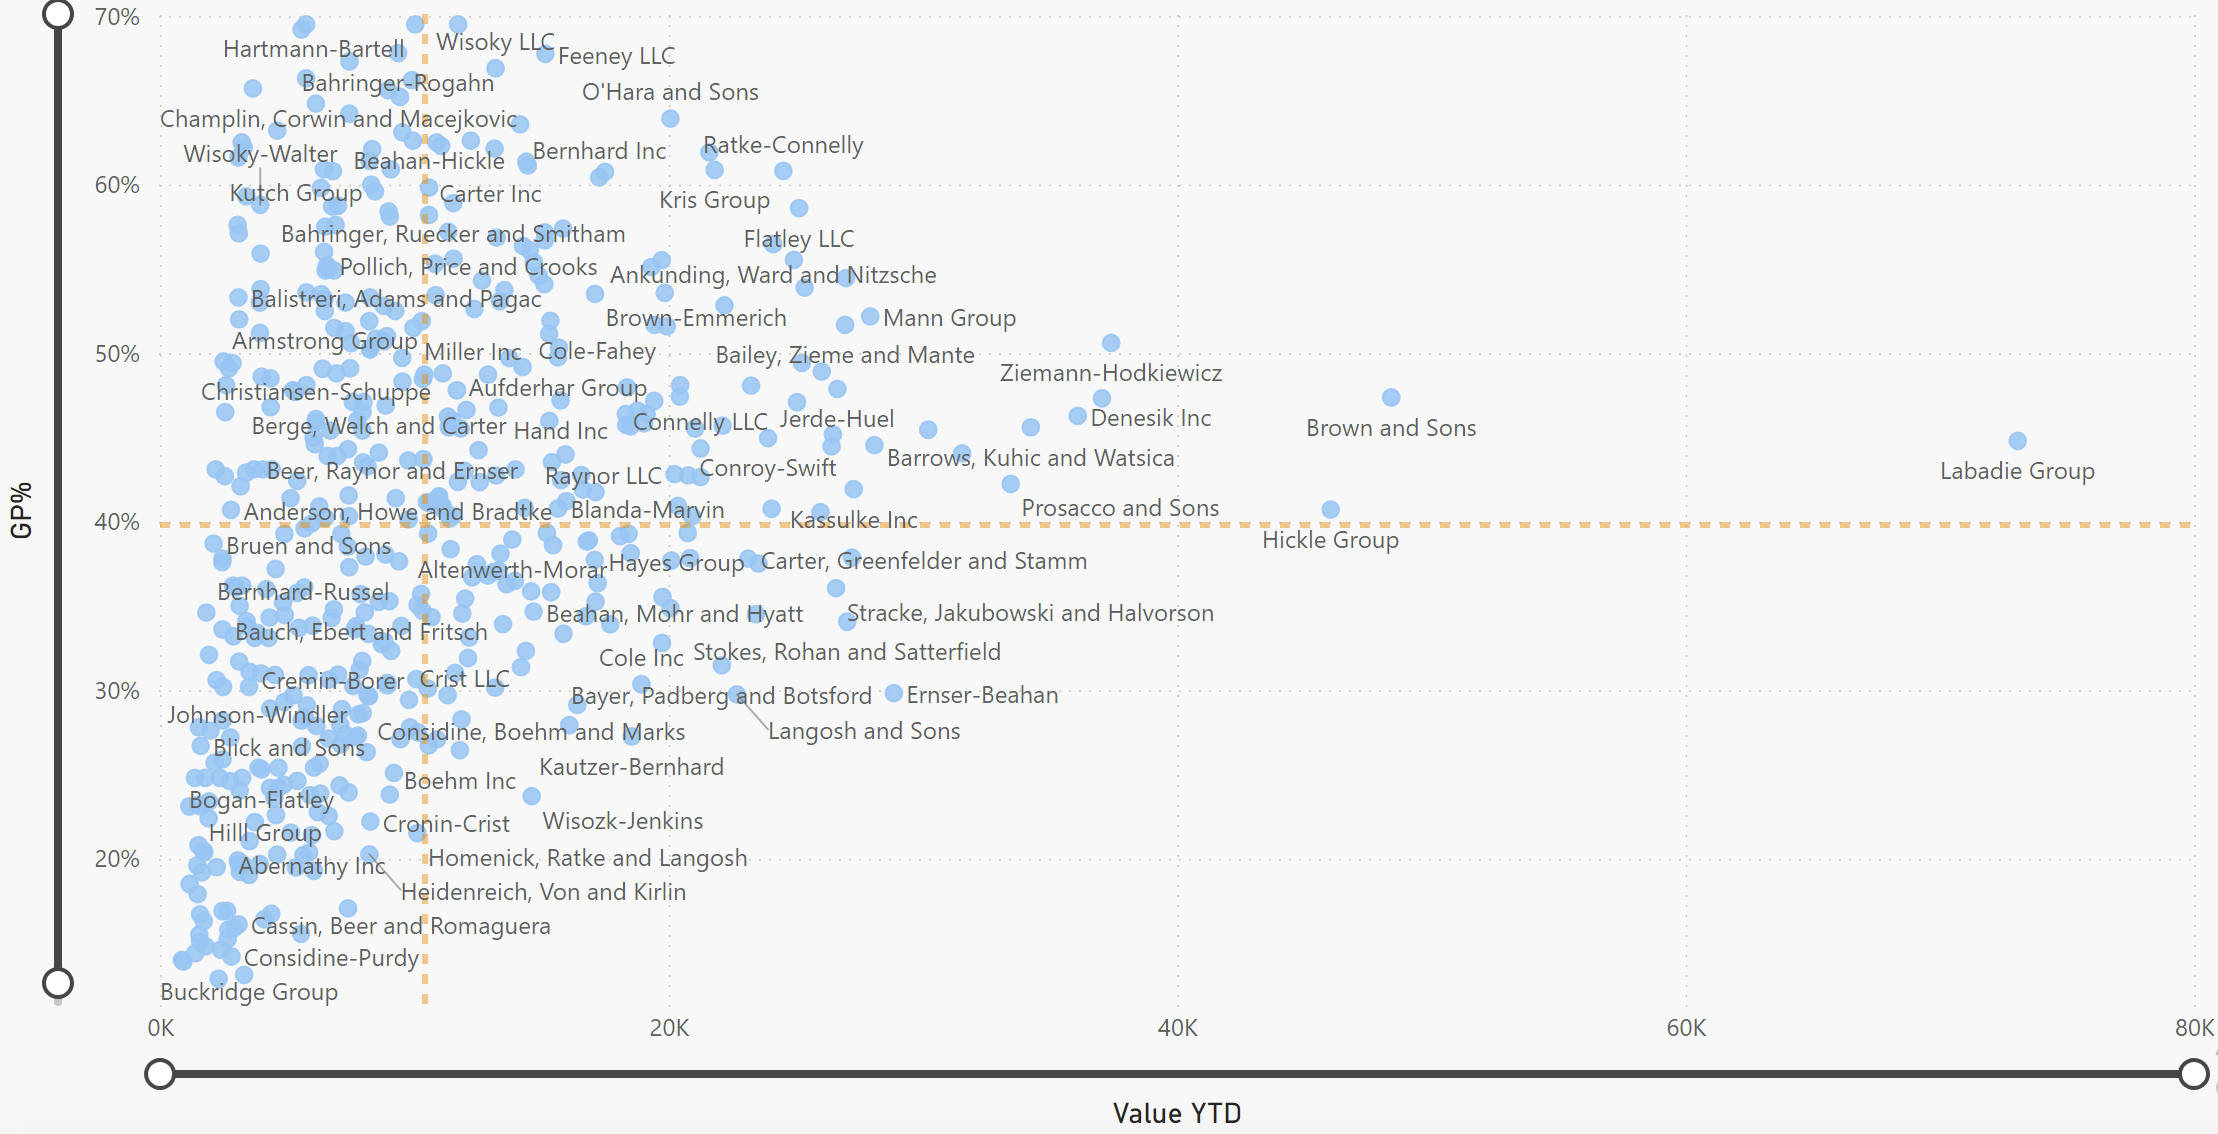 70%
Hartmann-Bartell
Wisoky LLC
Feeney LLC
Bahringer-Rogahn
O'Hara and Sons
Champlin, Corwin and Macejkovic
Wisoky-Walter
Beahan-Hickle
Bernhard Inc
Ratke-Connelly
60%
Kutch Group
Carter Inc
Kris Group
Bahringer, Ruecker and Smitham
Flatley LLC
Pollich, Price and Crooks
Ankunding, Ward and Nitzsche
Balistreri, Adams and Pagac
Brown-Emmerich
Mann Group
Armstrong Group
Miller Inc
Cole-Fahey
Bailey, Zieme and Mante
50%
Ziemann-Hodkiewicz
Christiansen-Schuppe
Aufderhar Group
Berge, Welch and Carter
Hand Inc
Connelly LLC
Jerde-Huel
Denesik Inc
Brown and Sons
Beer, Raynor and Ernser
Raynor LLC
Conroy-Swift
Barrows, Kuhic and Watsica
Labadie Group
GP%
Anderson, Howe and Bradtke
Blanda-Marvin
Kassulke Inc
Prosacco and Sons
40%
Hickle Group
Bruen and Sons
Altenwerth-Morar
Hayes Group
Carter, Greenfelder and Stamm
Bernhard-Russel
Beahan, Mohr and Hyatt
Stracke, Jakubowski and Halvorson
Bauch, Ebert and Fritsch
Cole Inc
Stokes, Rohan and Satterfield
Cremin-Borer
Crist LLC
30%
Bayer, Padberg and Botsford
Ernser-Beahan
Johnson-Windler
Considine, Boehm and Marks
Langosh and Sons
Blick and Sons
Kautzer-Bernhard
Boehm Inc
Bogan-Flatley
Cronin-Crist
Wisozk-Jenkins
Hilll Group
20%
Abernathy Inc
Homenick, Ratke and Langosh
Heidenreich, Von and Kirlin
Cassin, Beer and Romaguera
Considine-Purdy
Buckridge Group
0K
20K
40K
60K
80K
Value YTD